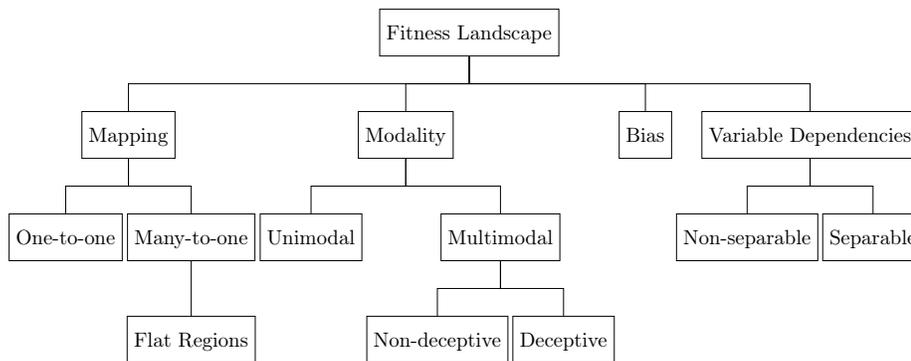 Fitness Landscape
Mapping
Modality
Bias
Variable Dependencies
One-to-one
Many-to-one
Unimodal
Multimodal
Non-separable
Separable
Flat Regions
Non-deceptive
Deceptive